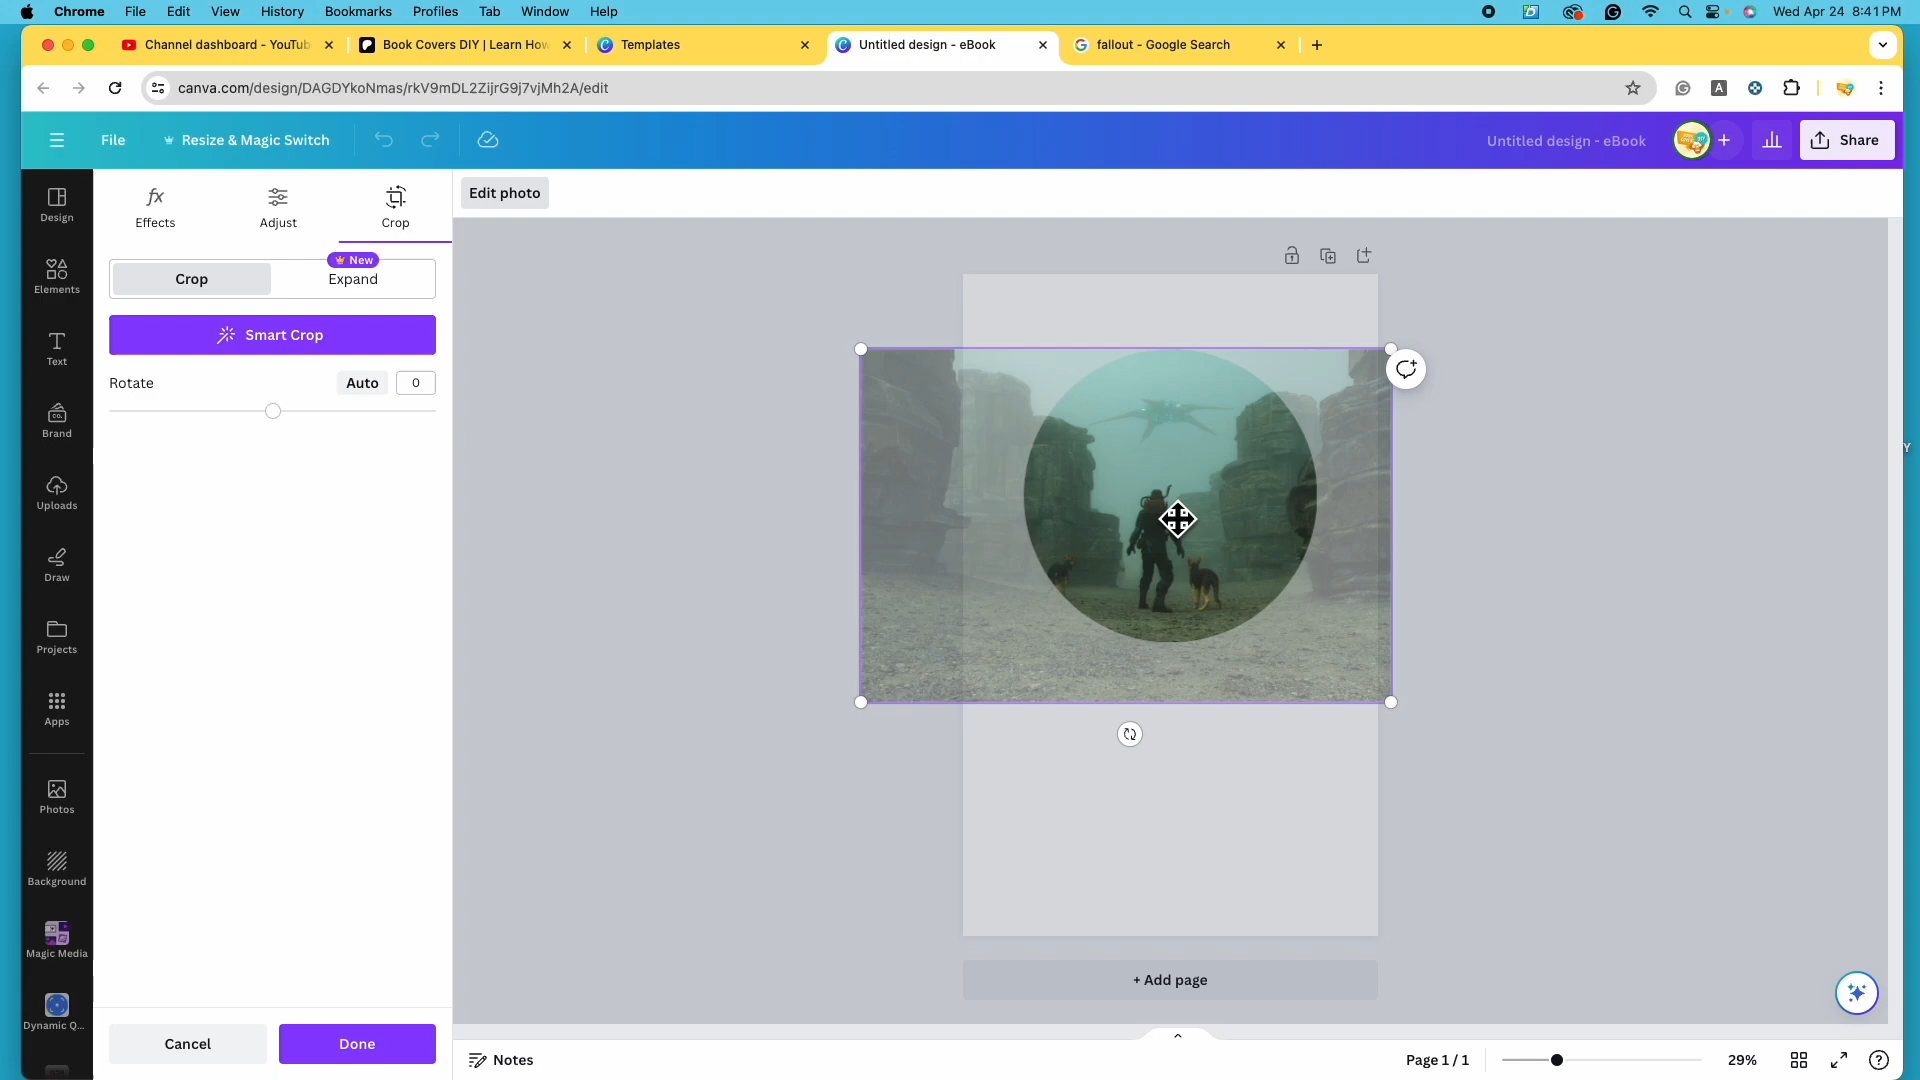 Chrome File Edit View History Bookmarks Profiles Tab Window Help Wed Apr 24 8:41 PM
Channel dashboard - YouTub Book Covers DIY | Learn How Templates Untitled design - eBook fallout - Google Search
canva.com/design/DAGDYkoNmas/rkV9mDL2ZijrG9j7vjMh2A/edit
File Resize & Magic Switch Untitled design - eBook Share
Design
Elements
Text
Brand
Uploads
Draw
Projects
Apps
Photos
Background
Magic Media
Dynamic Q...
Effects Adjust Crop
Edit photo
New
Crop Expand
Smart Crop
Rotate Auto 0
+ Add page
Cancel Done
Notes Page 1 / 1 29%